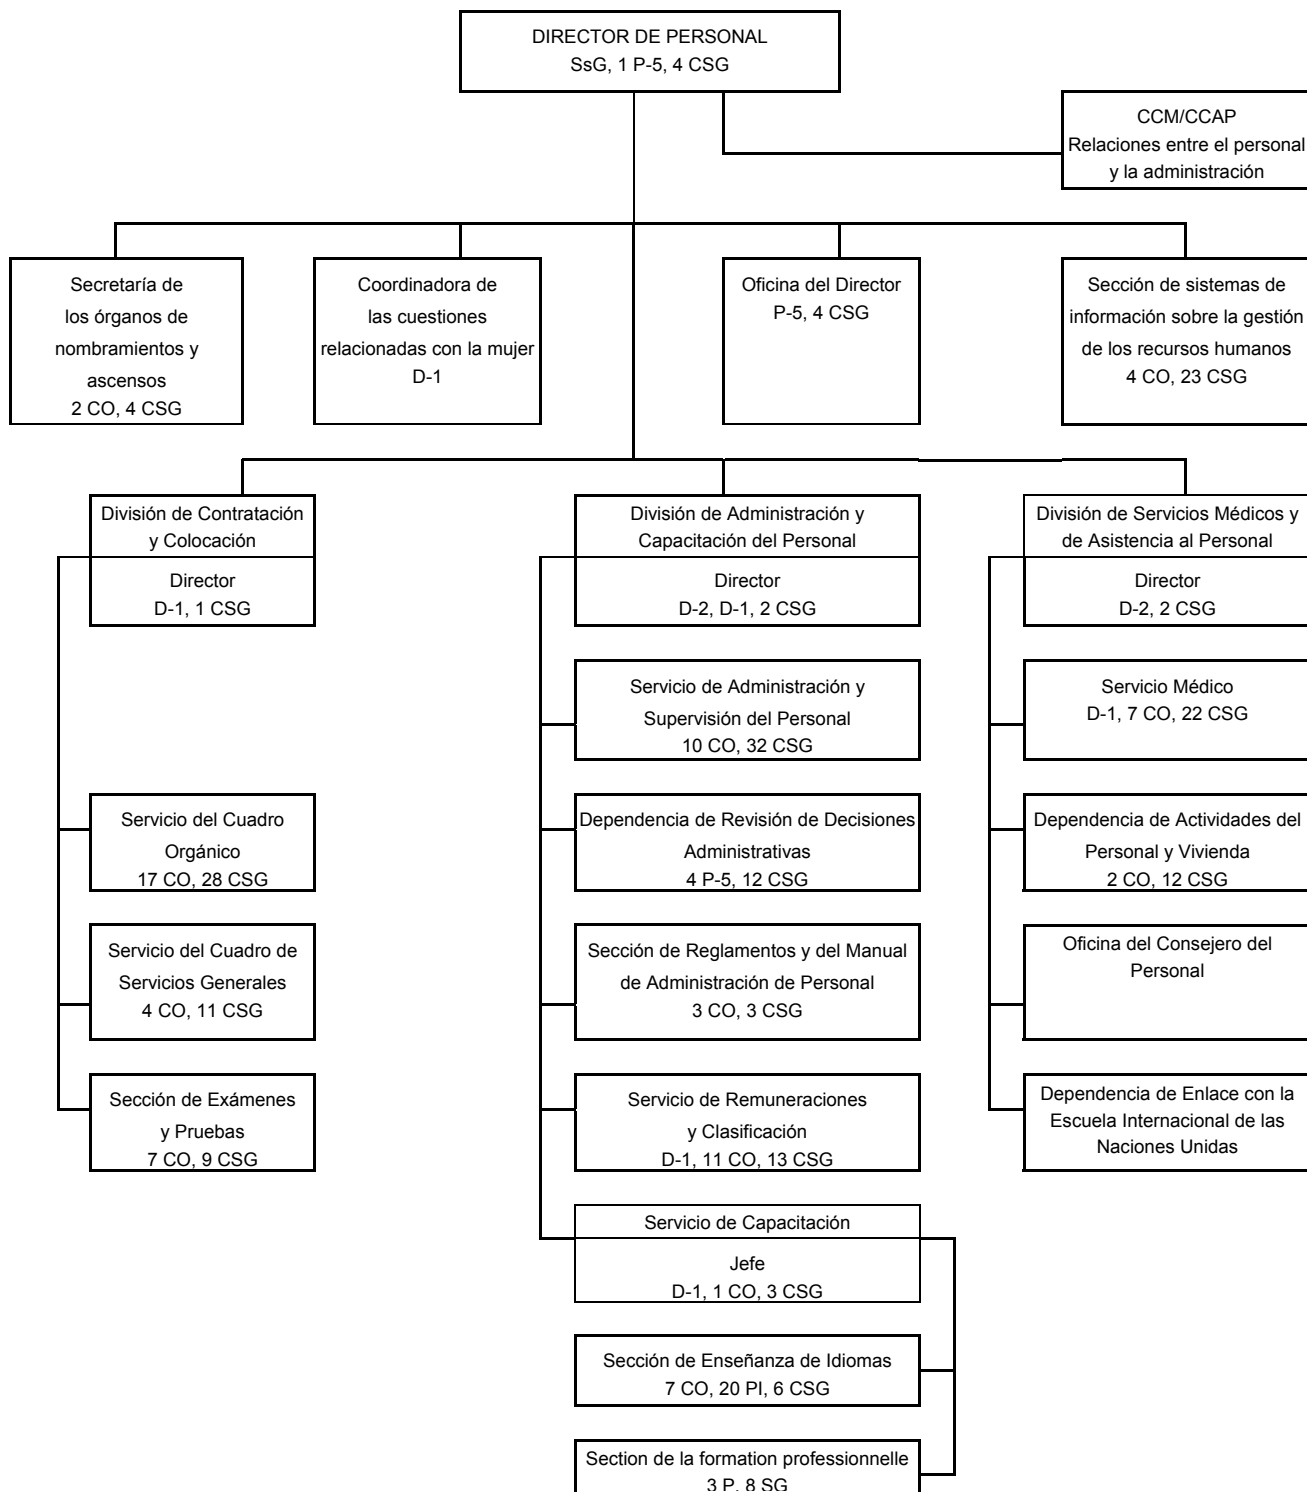 DIRECTOR DE PERSONAL
SsG, 1 P-5, 4 CSG
CCM/CCAP
Relaciones entre el personal
y la administración
Secretaría de
los órganos de
nombramientos y
ascensos
2 CO, 4 CSG
Coordinadora de
las cuestiones
relacionadas con la mujer
D-1
Oficina del Director
P-5, 4 CSG
Sección de sistemas de
información sobre la gestión
de los recursos humanos
4 CO, 23 CSG
División de Contratación
y Colocación
Director
D-1, 1 CSG
Servicio del Cuadro
Orgánico
17 CO, 28 CSG
Servicio del Cuadro de
Servicios Generales
4 CO, 11 CSG
Sección de Exámenes
y Pruebas
7 CO, 9 CSG
División de Administración y
Capacitación del Personal
Director
D-2, D-1, 2 CSG
Servicio de Administración y
Supervisión del Personal
10 CO, 32 CSG
Dependencia de Revisión de Decisiones
Administrativas
4 P-5, 12 CSG
Sección de Reglamentos y del Manual
de Administración de Personal
3 CO, 3 CSG
Servicio de Remuneraciones
y Clasificación
D-1, 11 CO, 13 CSG
Servicio de Capacitación
Jefe
D-1, 1 CO, 3 CSG
Sección de Enseñanza de Idiomas
7 CO, 20 PI, 6 CSG
Section de la formation professionnelle
3 P, 8 SG
División de Servicios Médicos y
de Asistencia al Personal
Director
D-2, 2 CSG
Servicio Médico
D-1, 7 CO, 22 CSG
Dependencia de Actividades del
Personal y Vivienda
2 CO, 12 CSG
Oficina del Consejero del
Personal
Dependencia de Enlace con la
Escuela Internacional de las
Naciones Unidas